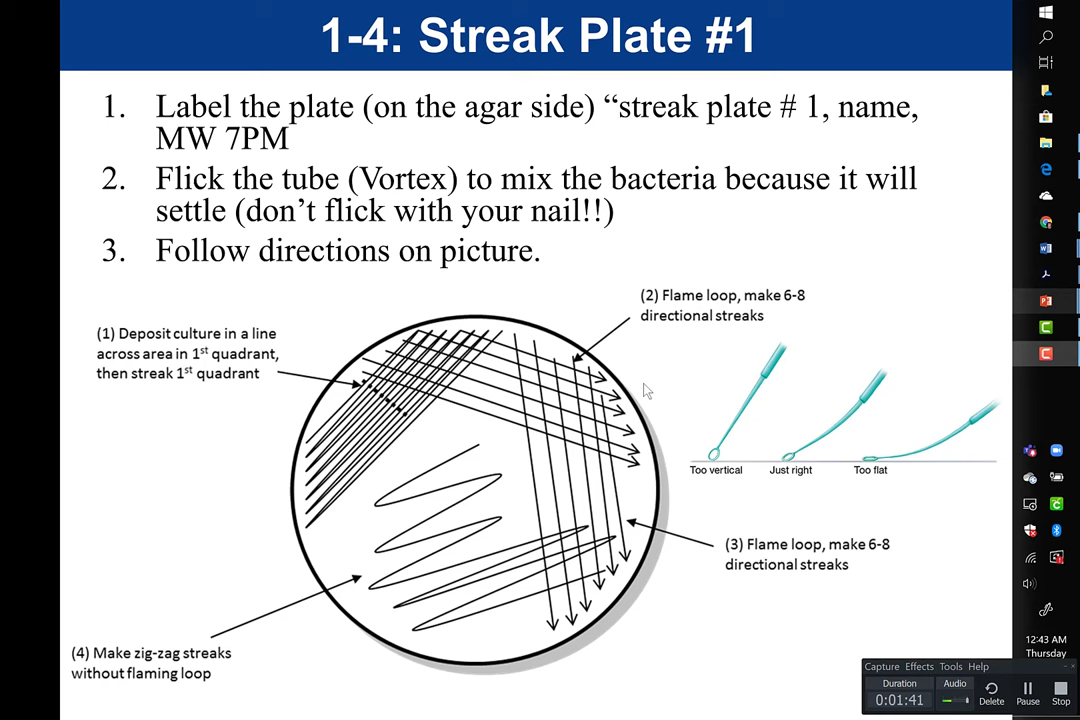 1-4: Streak Plate #1
1. Label the plate (on the agar side) “streak plate # 1, name,
MW 7PM
2. Flick the tube (Vortex) to mix the bacteria because it will
settle (don’t flick with your nail!!)
3. Follow directions on picture.
(2) Flame loop, make 6-8
directional streaks
(1) Deposit culture in a line
across area in 1st quadrant,
then streak 1st quadrant
Too vertical
Just right
Too flat
(3) Flame loop, make 6-8
directional streaks
(4) Make zig-zag streaks
without flaming loop
12:43 AM
Thursday
Capture Effects Tools Help
Duration
0:01:41
Audio
Delete
Pause
Stop